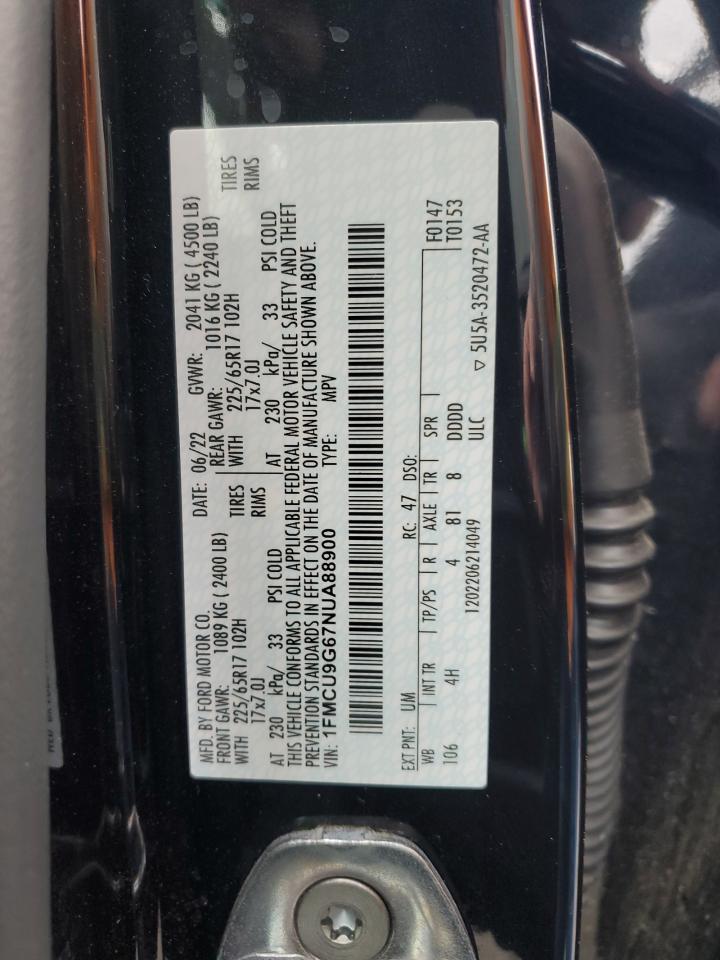 MFD. BY FORD MOTOR CO.
DATE: 06/22 GVWR: 2041 KG ( 4500 LB)
FRONT GAWR: 1089 KG ( 2400 LB) REAR GAWR: 1016 KG ( 2240 LB)
WITH 225/65R17 102H TIRES WITH 225/65R17 102H TIRES
17x7.0J RIMS 17x7.0J RIMS
AT 230 kPa/ 33 PSI COLD AT 230 kPa/ 33 PSI COLD
THIS VEHICLE CONFORMS TO ALL APPLICABLE FEDERAL MOTOR VEHICLE SAFETY AND THEFT
PREVENTION STANDARDS IN EFFECT ON THE DATE OF MANUFACTURE SHOWN ABOVE.
VIN: 1FMCU9G67NUA88900 TYPE: MPV
EXT PNT: UM RC: 47 DSO:
WB INT TR TP/PS R AXLE TR SPR F0147
106 4H 4 81 8 DDDD T0153
1202206214049 ULC ▽ 5U5A-3520472-AA